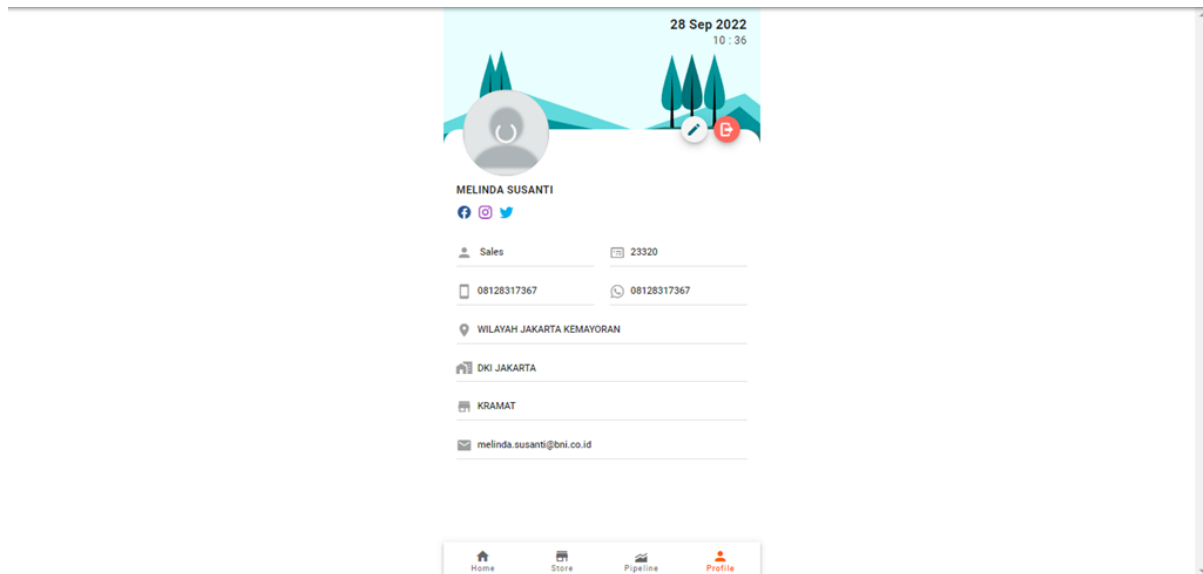 28 Sep 2022
10 : 36
MELINDA SUSANTI
Sales
23320
08128317367
08128317367
WILAYAH JAKARTA KEMAYORAN
DKI JAKARTA
KRAMAT
melinda.susanti@bni.co.id
Home
Store
Pipeline
Profile